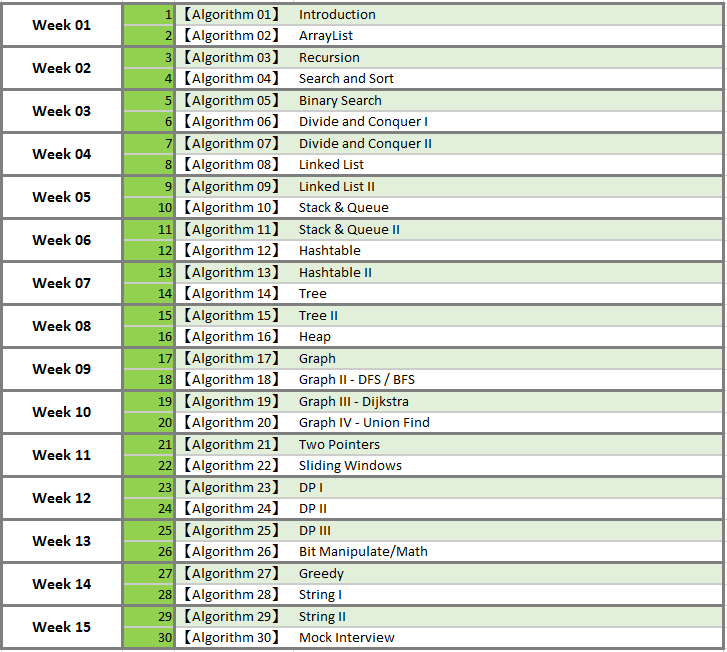 Week 01
1 【Algorithm 01】 Introduction
2 【Algorithm 02】 ArrayList
Week 02
3 【Algorithm 03】 Recursion
4 【Algorithm 04】 Search and Sort
Week 03
5 【Algorithm 05】 Binary Search
6 【Algorithm 06】 Divide and Conquer I
Week 04
7 【Algorithm 07】 Divide and Conquer II
8 【Algorithm 08】 Linked List
Week 05
9 【Algorithm 09】 Linked List II
10 【Algorithm 10】 Stack & Queue
Week 06
11 【Algorithm 11】 Stack & Queue II
12 【Algorithm 12】 Hashtable
Week 07
13 【Algorithm 13】 Hashtable II
14 【Algorithm 14】 Tree
Week 08
15 【Algorithm 15】 Tree II
16 【Algorithm 16】 Heap
Week 09
17 【Algorithm 17】 Graph
18 【Algorithm 18】 Graph II - DFS / BFS
Week 10
19 【Algorithm 19】 Graph III - Dijkstra
20 【Algorithm 20】 Graph IV - Union Find
Week 11
21 【Algorithm 21】 Two Pointers
22 【Algorithm 22】 Sliding Windows
Week 12
23 【Algorithm 23】 DP I
24 【Algorithm 24】 DP II
Week 13
25 【Algorithm 25】 DP III
26 【Algorithm 26】 Bit Manipulate/Math
Week 14
27 【Algorithm 27】 Greedy
28 【Algorithm 28】 String I
Week 15
29 【Algorithm 29】 String II
30 【Algorithm 30】 Mock Interview